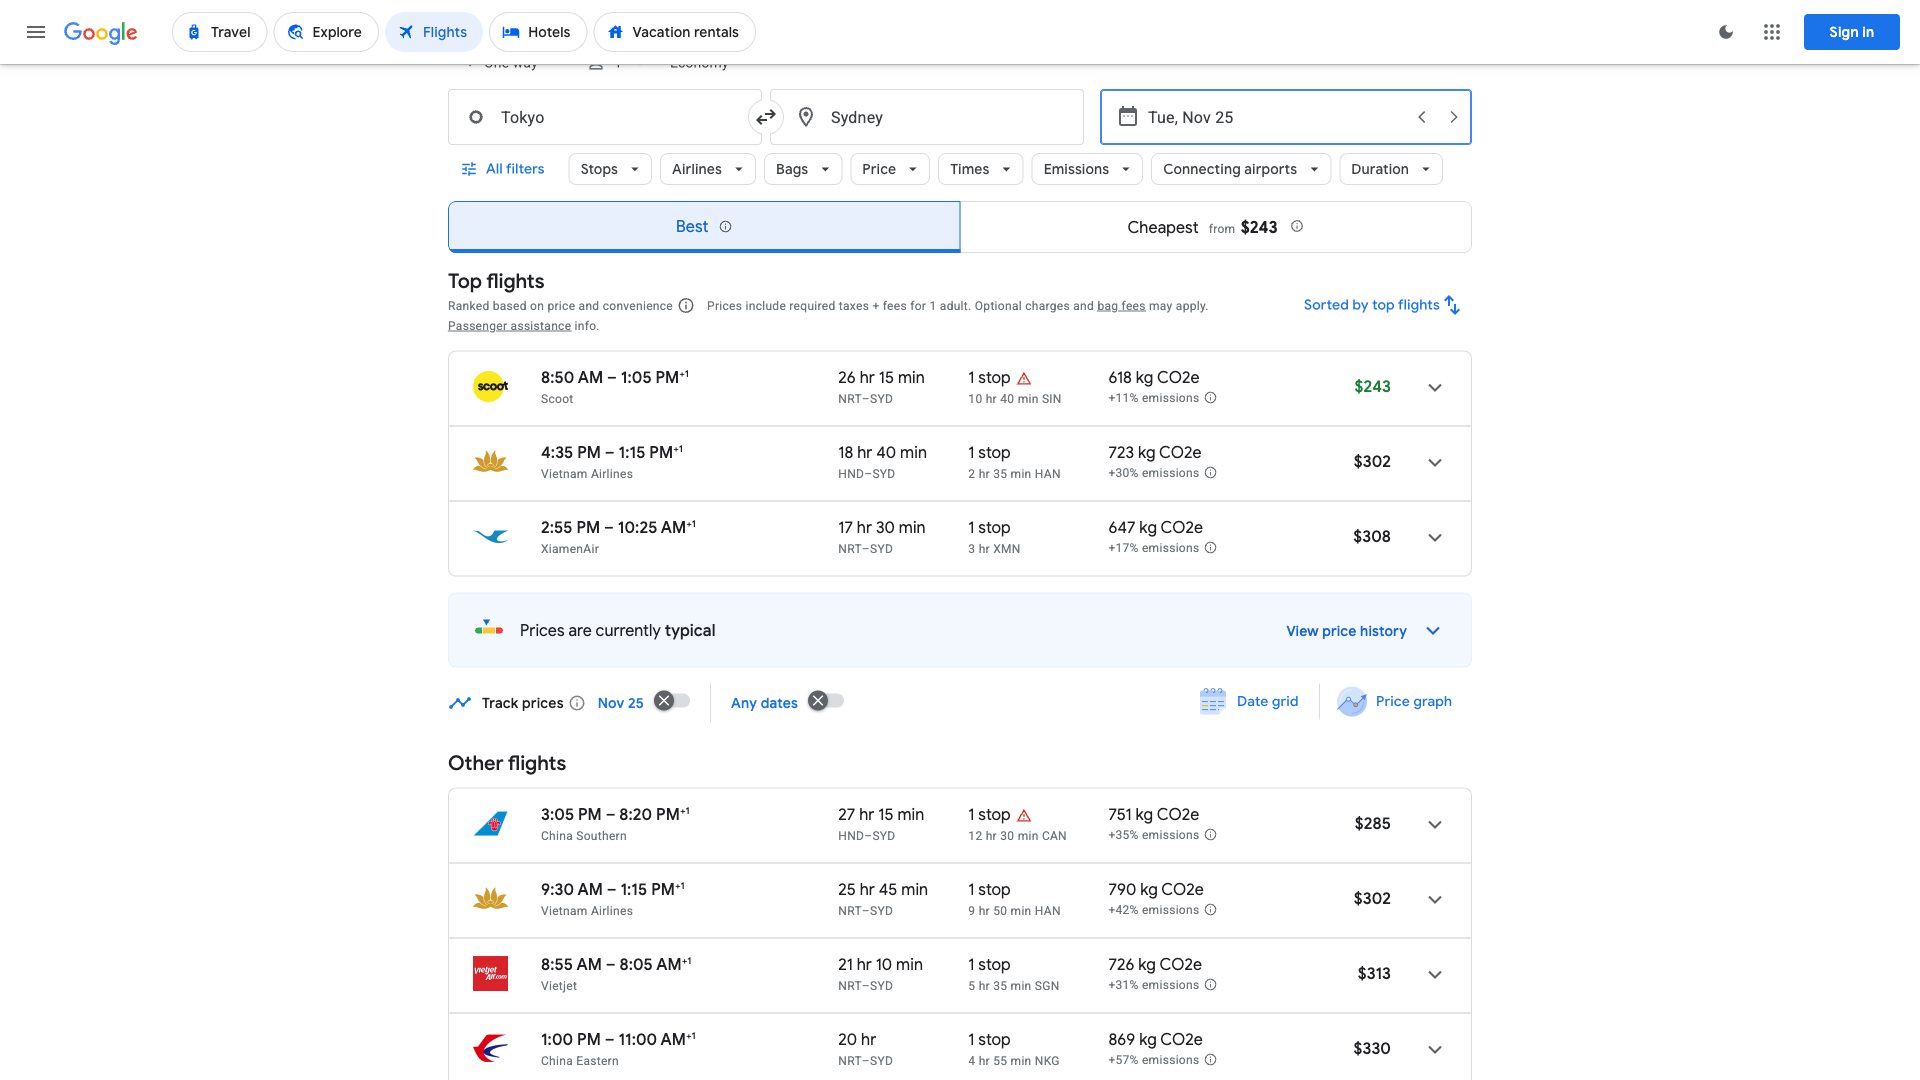 Google
Travel
Explore
Flights
Hotels
Vacation rentals
Sign in
One way
1
Economy
Tokyo
Sydney
Tue, Nov 25
All filters
Stops
Airlines
Bags
Price
Times
Emissions
Connecting airports
Duration
Best
Cheapest from $243
Top flights
Ranked based on price and convenience
Prices include required taxes + fees for 1 adult. Optional charges and bag fees may apply.
Passenger assistance info.
Sorted by top flights
scoot
8:50 AM – 1:05 PM+1
Scoot
26 hr 15 min
NRT–SYD
1 stop
10 hr 40 min SIN
618 kg CO2e
+11% emissions
$243
4:35 PM – 1:15 PM+1
Vietnam Airlines
18 hr 40 min
HND–SYD
1 stop
2 hr 35 min HAN
723 kg CO2e
+30% emissions
$302
2:55 PM – 10:25 AM+1
XiamenAir
17 hr 30 min
NRT–SYD
1 stop
3 hr XMN
647 kg CO2e
+17% emissions
$308
Prices are currently typical
View price history
Track prices
Nov 25
Any dates
Date grid
Price graph
Other flights
3:05 PM – 8:20 PM+1
China Southern
27 hr 15 min
HND–SYD
1 stop
12 hr 30 min CAN
751 kg CO2e
+35% emissions
$285
9:30 AM – 1:15 PM+1
Vietnam Airlines
25 hr 45 min
NRT–SYD
1 stop
9 hr 50 min HAN
790 kg CO2e
+42% emissions
$302
vietjet Air.com
8:55 AM – 8:05 AM+1
Vietjet
21 hr 10 min
NRT–SYD
1 stop
5 hr 35 min SGN
726 kg CO2e
+31% emissions
$313
1:00 PM – 11:00 AM+1
China Eastern
20 hr
NRT–SYD
1 stop
4 hr 55 min NKG
869 kg CO2e
+57% emissions
$330